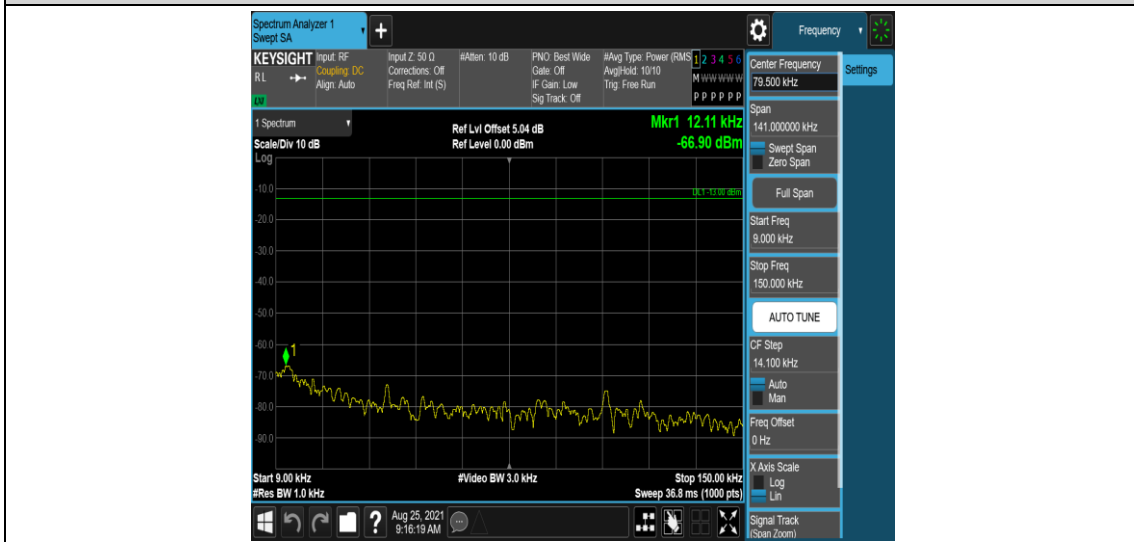 Spectrum Analyzer 1
Swept SA
+
Frequency
KEYSIGHT
RL
LXI
Input: RF
Coupling: DC
Align: Auto
Input Z: 50 Ω
Corrections: Off
Freq Ref: Int (S)
#Atten: 10 dB
PNO: Best Wide
Gate: Off
IF Gain: Low
Sig Track: Off
#Avg Type: Power (RMS
Avg|Hold: 10/10
Trig: Free Run
1 2 3 4 5 6
M W W W W W
P P P P P P
Center Frequency
79.500 kHz
Settings
Span
141.000000 kHz
Swept Span
Zero Span
Full Span
Start Freq
9.000 kHz
Stop Freq
150.000 kHz
AUTO TUNE
CF Step
14.100 kHz
Auto
Man
Freq Offset
0 Hz
X Axis Scale
Log
Lin
Signal Track
(Span Zoom)
1 Spectrum
Scale/Div 10 dB
Ref Lvl Offset 5.04 dB
Ref Level 0.00 dBm
Mkr1 12.11 kHz
-66.90 dBm
Log
DL1 -13.00 dBm
-10.0
-20.0
-30.0
-40.0
-50.0
-60.0
1
-70.0
-80.0
-90.0
Start 9.00 kHz
#Video BW 3.0 kHz
Stop 150.00 kHz
#Res BW 1.0 kHz
Sweep 36.8 ms (1000 pts)
?
Aug 25, 2021
9:16:19 AM